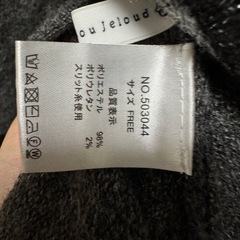 ou jeloud
NO.503044
サイズ FREE
品質表示
ポリエステル 98%
ポリウレタン 2%
スリット糸使用